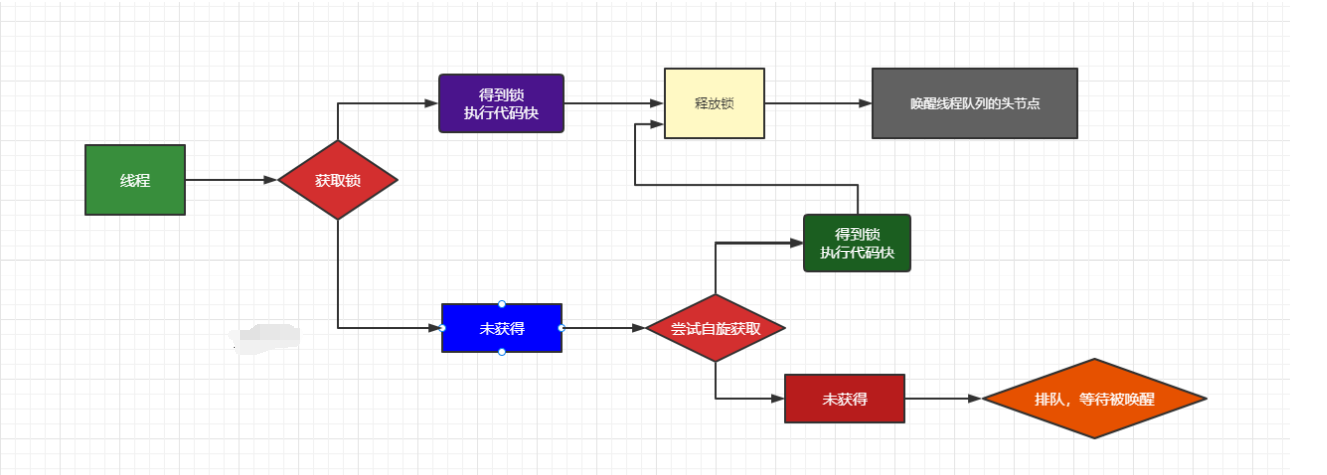 得到锁
执行代码快
释放锁
唤醒线程队列的头节点
线程
获取锁
得到锁
执行代码快
未获得
尝试自旋获取
未获得
排队，等待被唤醒